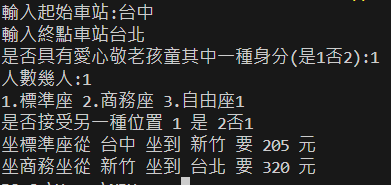 輸入起始車站:台中
輸入終點車站台北
是否具有愛心敬老孩童其中一種身分(是1否2):1
人數幾人:1
1.標準座 2.商務座 3.自由座1
是否接受另一種位置 1 是 2否1
坐標準座從 台中 坐到 新竹 要 205 元
坐商務坐從 新竹 坐到 台北 要 320 元